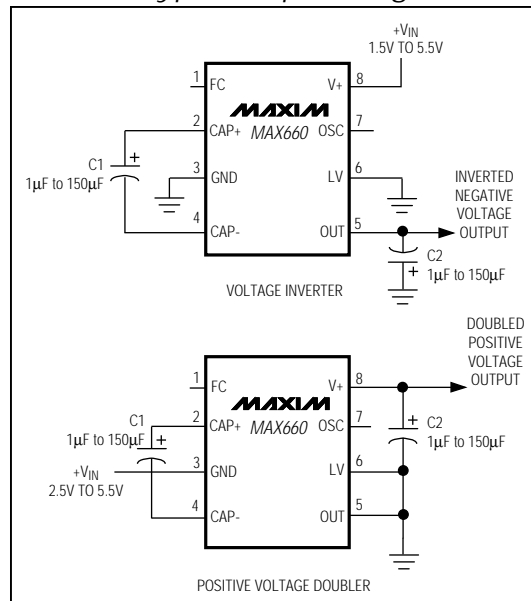 +VIN
1.5V TO 5.5V
1 FC V+ 8
MAXIM
2 CAP+ MAX660 OSC 7
C1 +
1µF to 150µF
3 GND LV 6
4 CAP- OUT 5
INVERTED
NEGATIVE
VOLTAGE
OUTPUT
C2
+ 1µF to 150µF
VOLTAGE INVERTER
DOUBLED
POSITIVE
VOLTAGE
OUTPUT
1 FC V+ 8
MAXIM
2 CAP+ MAX660 OSC 7
C1
1µF to 150µF +
+ C2
1µF to 150µF
+VIN
2.5V TO 5.5V
3 GND LV 6
4 CAP- OUT 5
POSITIVE VOLTAGE DOUBLER